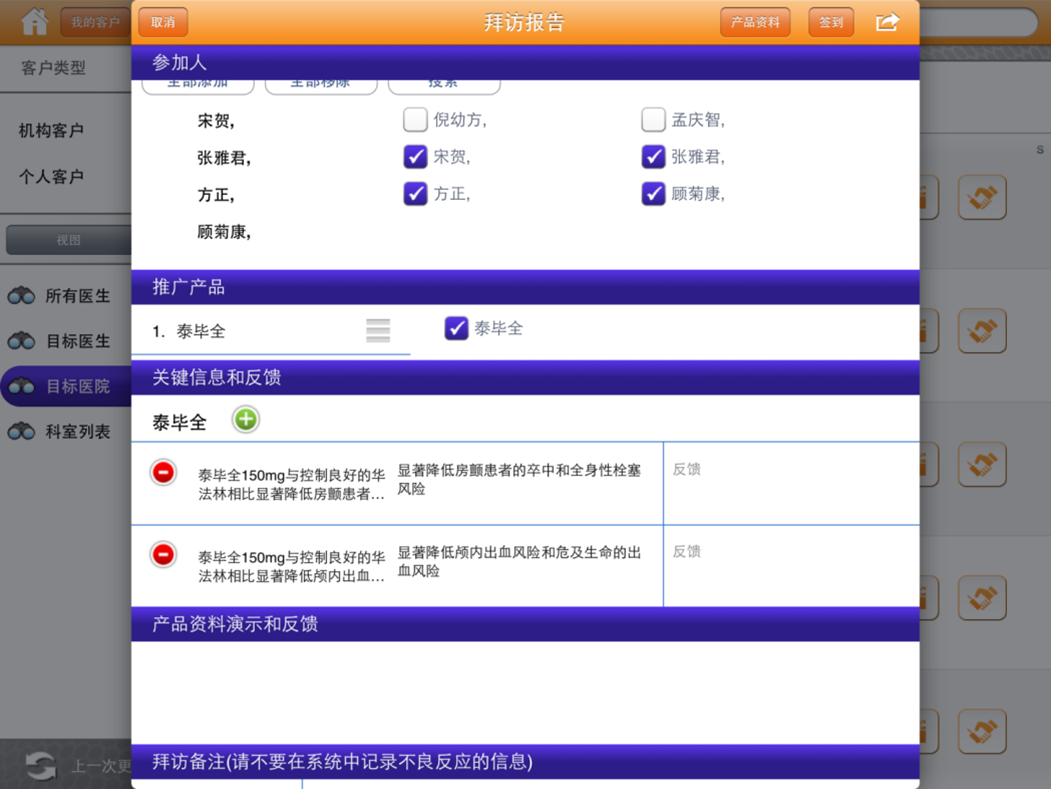 我的客户
取消
拜访报告
产品资料
签到
客户类型
机构客户
个人客户
视图
所有医生
目标医生
目标医院
科室列表
上一次更
参加人
全部添加
全部移除
搜索
宋贺,
倪幼方,
孟庆智,
张雅君,
宋贺,
张雅君,
方正,
方正,
顾菊康,
顾菊康,
推广产品
1. 泰毕全
泰毕全
关键信息和反馈
泰毕全
泰毕全150mg与控制良好的华
法林相比显著降低房颤患者...
显著降低房颤患者的卒中和全身性栓塞
风险
反馈
泰毕全150mg与控制良好的华
法林相比显著降低颅内出血...
显著降低颅内出血风险和危及生命的出
血风险
反馈
产品资料演示和反馈
拜访备注(请不要在系统中记录不良反应的信息)
s